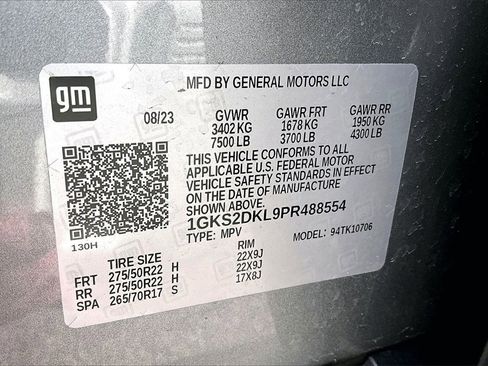 gm
MFD BY GENERAL MOTORS LLC
08/23 GVWR GAWR FRT GAWR RR
3402 KG 1678 KG 1950 KG
7500 LB 3700 LB 4300 LB
THIS VEHICLE CONFORMS TO ALL
APPLICABLE U.S. FEDERAL MOTOR
VEHICLE SAFETY STANDARDS IN EFFECT
ON THE DATE OF MANUFACTURE SHOWN ABOVE.
1GKS2DKL9PR488554
TYPE: MPV MODEL: 94TK10706
130H
TIRE SIZE RIM
FRT 275/50R22 H 22X9J
RR 275/50R22 H 22X9J
SPA 265/70R17 S 17X8J